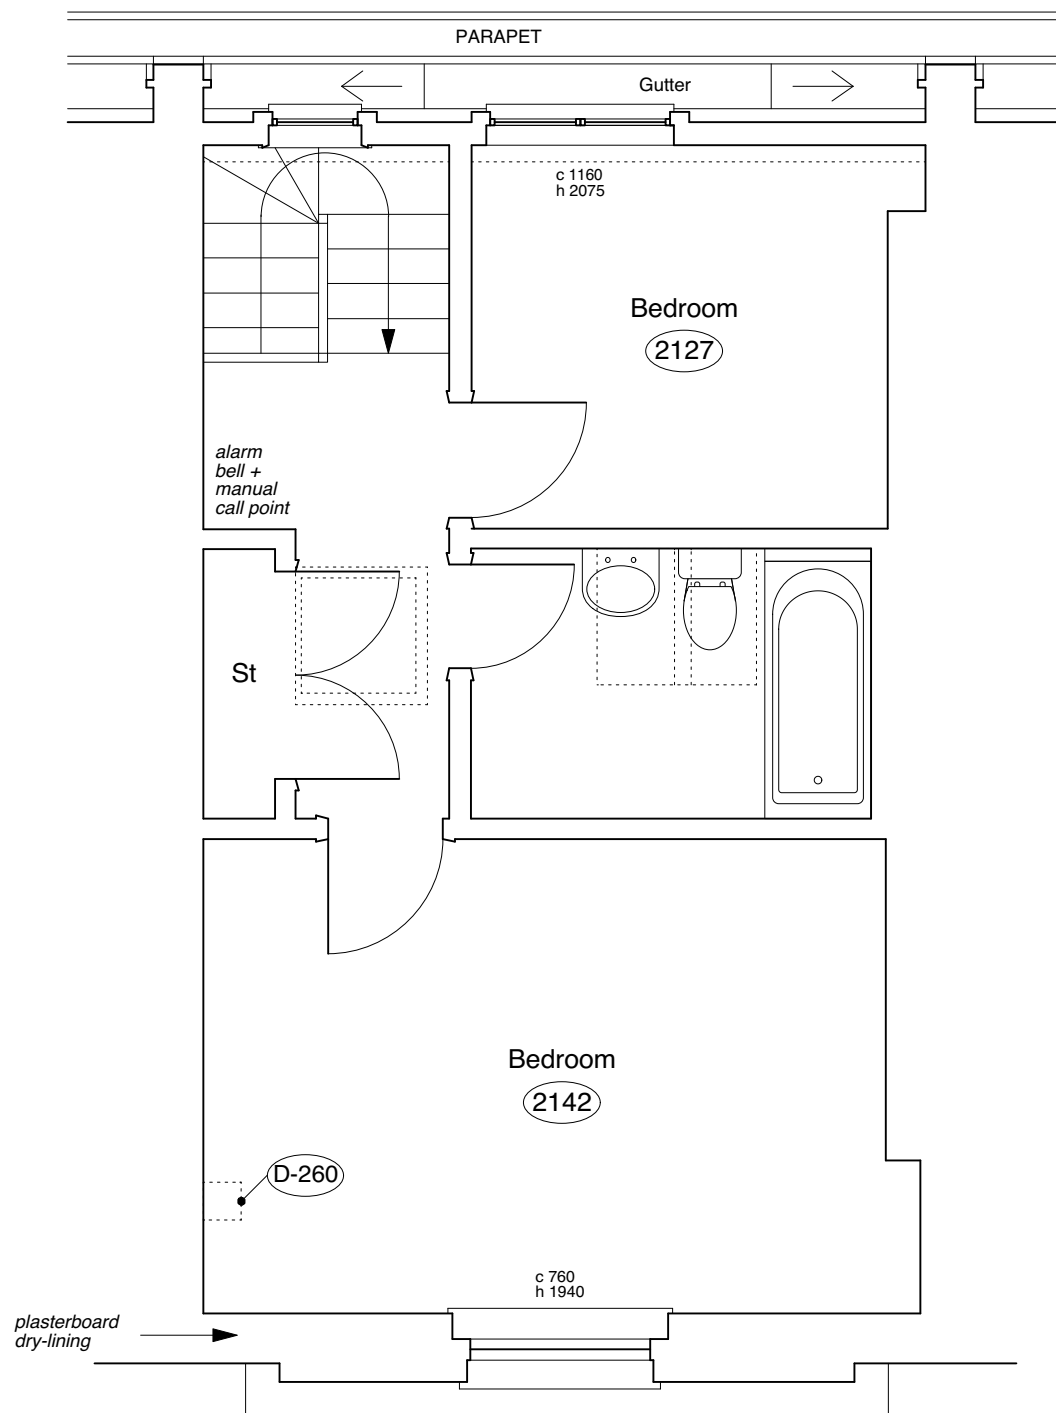 PARAPET
Gutter
c 1160
h 2075
Bedroom
2127
alarm
bell +
manual
call point
St
Bedroom
2142
D-260
c 760
h 1940
plasterboard
dry-lining